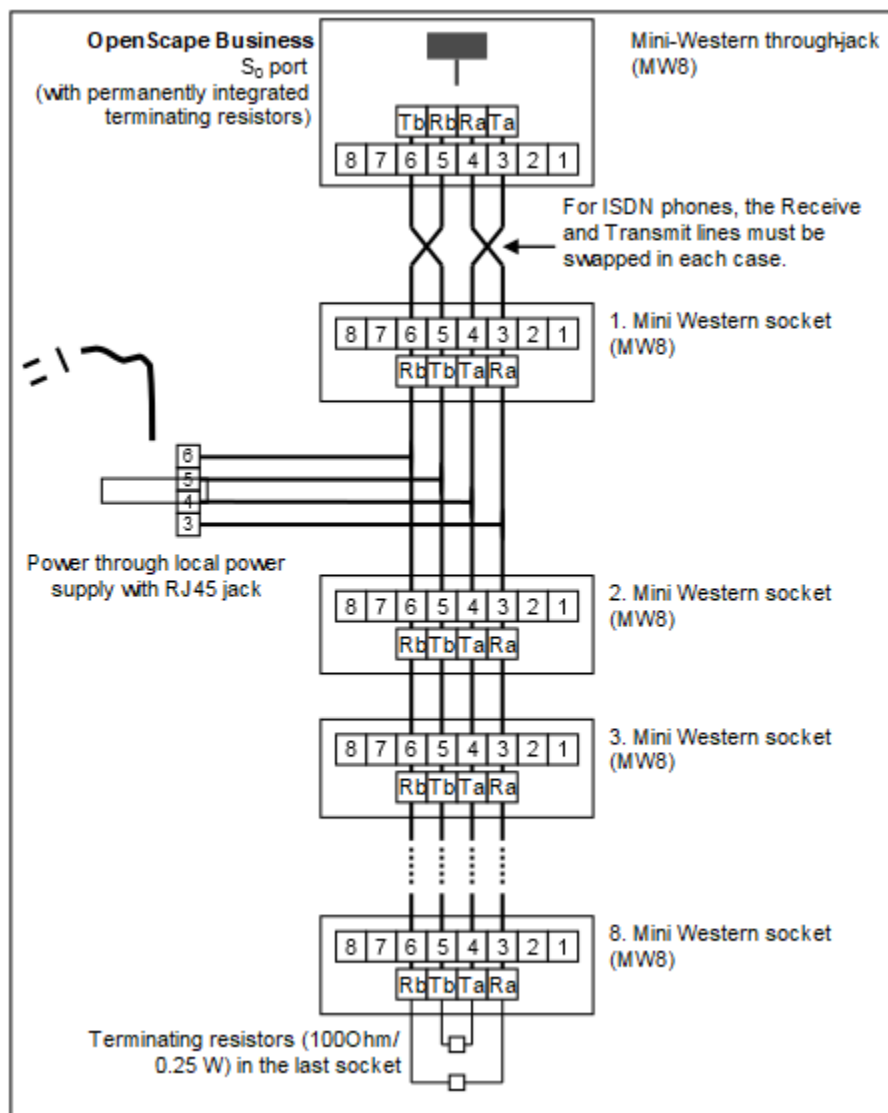 OpenScape Business
S0 port
(with permanently integrated
terminating resistors)
Mini-Western through-jack
(MW8)
Tb Rb Ra Ta
8 7 6 5 4 3 2 1
For ISDN phones, the Receive
and Transmit lines must be
swapped in each case.
8 7 6 5 4 3 2 1
Rb Tb Ta Ra
1. Mini Western socket
(MW8)
6
5
4
3
Power through local power
supply with RJ45 jack
8 7 6 5 4 3 2 1
Rb Tb Ta Ra
2. Mini Western socket
(MW8)
8 7 6 5 4 3 2 1
Rb Tb Ta Ra
3. Mini Western socket
(MW8)
8 7 6 5 4 3 2 1
Rb Tb Ta Ra
8. Mini Western socket
(MW8)
Terminating resistors (100Ohm/
0.25 W) in the last socket